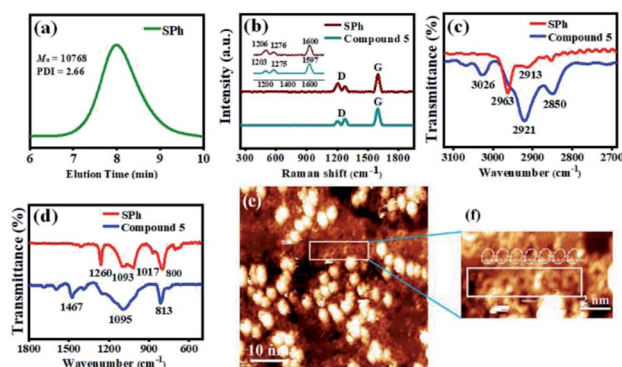 (a)
SPh
Mn = 10768
PDI = 2.66
6 7 8 9 10
Elution Time (min)
(b)
SPh
Compound 5
1206 1276 1600
1203 1275 1597
1200 1400 1600
D
G
D
G
Intensity (a.u.)
300 600 900 1200 1500 1800
Raman shift (cm-1)
(c)
SPh
Compound 5
3026
2963
2913
2921
2850
Transmittance (%)
3100 3000 2900 2800 2700
Wavenumber (cm-1)
(d)
SPh
Compound 5
1260
1093
1017
800
1467
1095
813
Transmittance (%)
1800 1500 1200 900 600
Wavenumber (cm-1)
(e)
10 nm
(f)
2 nm